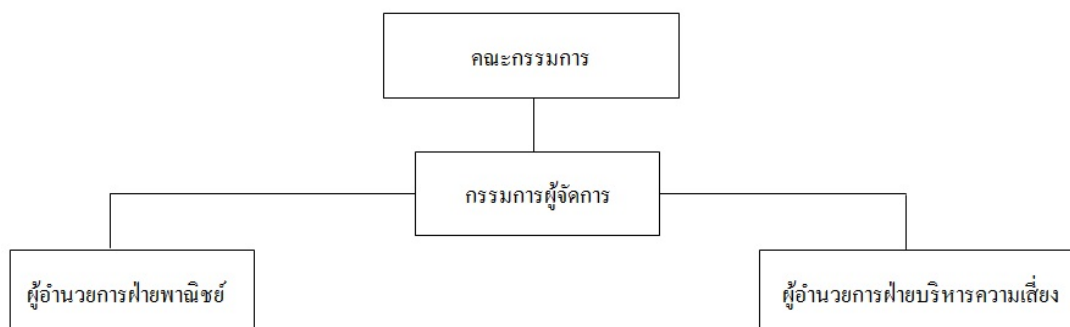 คณะกรรมการ
กรรมการผู้จัดการ
ผู้อำนวยการฝ่ายพาณิชย์
ผู้อำนวยการฝ่ายบริหารความเสี่ยง